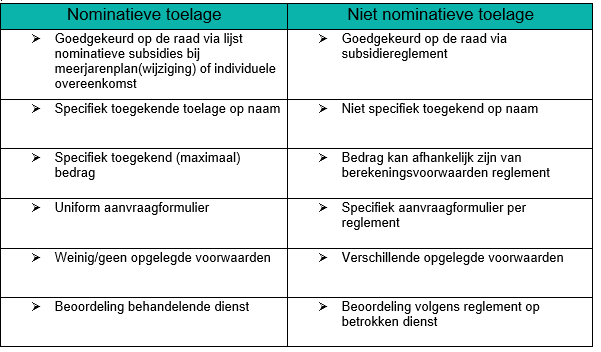 Nominatieve toelage
Niet nominatieve toelage
➢ Goedgekeurd op de raad via lijst
nominatieve subsidies bij
meerjarenplan(wijziging) of individuele
overeenkomst
➢ Goedgekeurd op de raad via
subsidiereglement
➢ Specifiek toegekende toelage op naam
➢ Niet specifiek toegekend op naam
➢ Specifiek toegekend (maximaal)
bedrag
➢ Bedrag kan afhankelijk zijn van
berekeningsvoorwaarden reglement
➢ Uniform aanvraagformulier
➢ Specifiek aanvraagformulier per
reglement
➢ Weinig/geen opgelegde voorwaarden
➢ Verschillende opgelegde voorwaarden
➢ Beoordeling behandelende dienst
➢ Beoordeling volgens reglement op
betrokken dienst